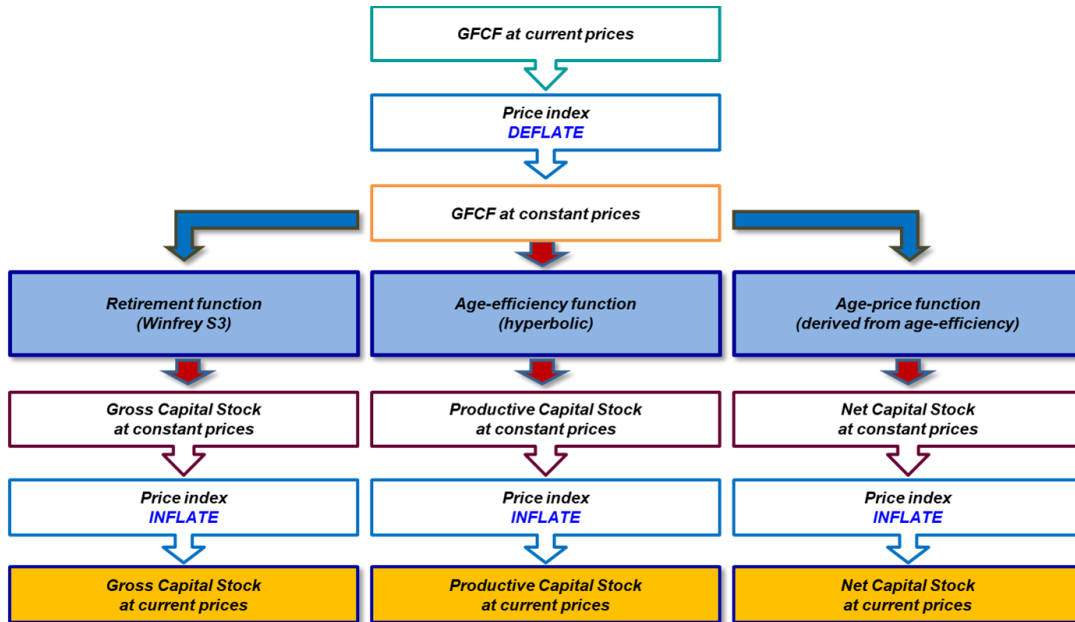 GFCF at current prices
Price index
DEFLATE
GFCF at constant prices
Retirement function
(Winfrey S3)
Age-efficiency function
(hyperbolic)
Age-price function
(derived from age-efficiency)
Gross Capital Stock
at constant prices
Productive Capital Stock
at constant prices
Net Capital Stock
at constant prices
Price index
INFLATE
Price index
INFLATE
Price index
INFLATE
Gross Capital Stock
at current prices
Productive Capital Stock
at current prices
Net Capital Stock
at current prices